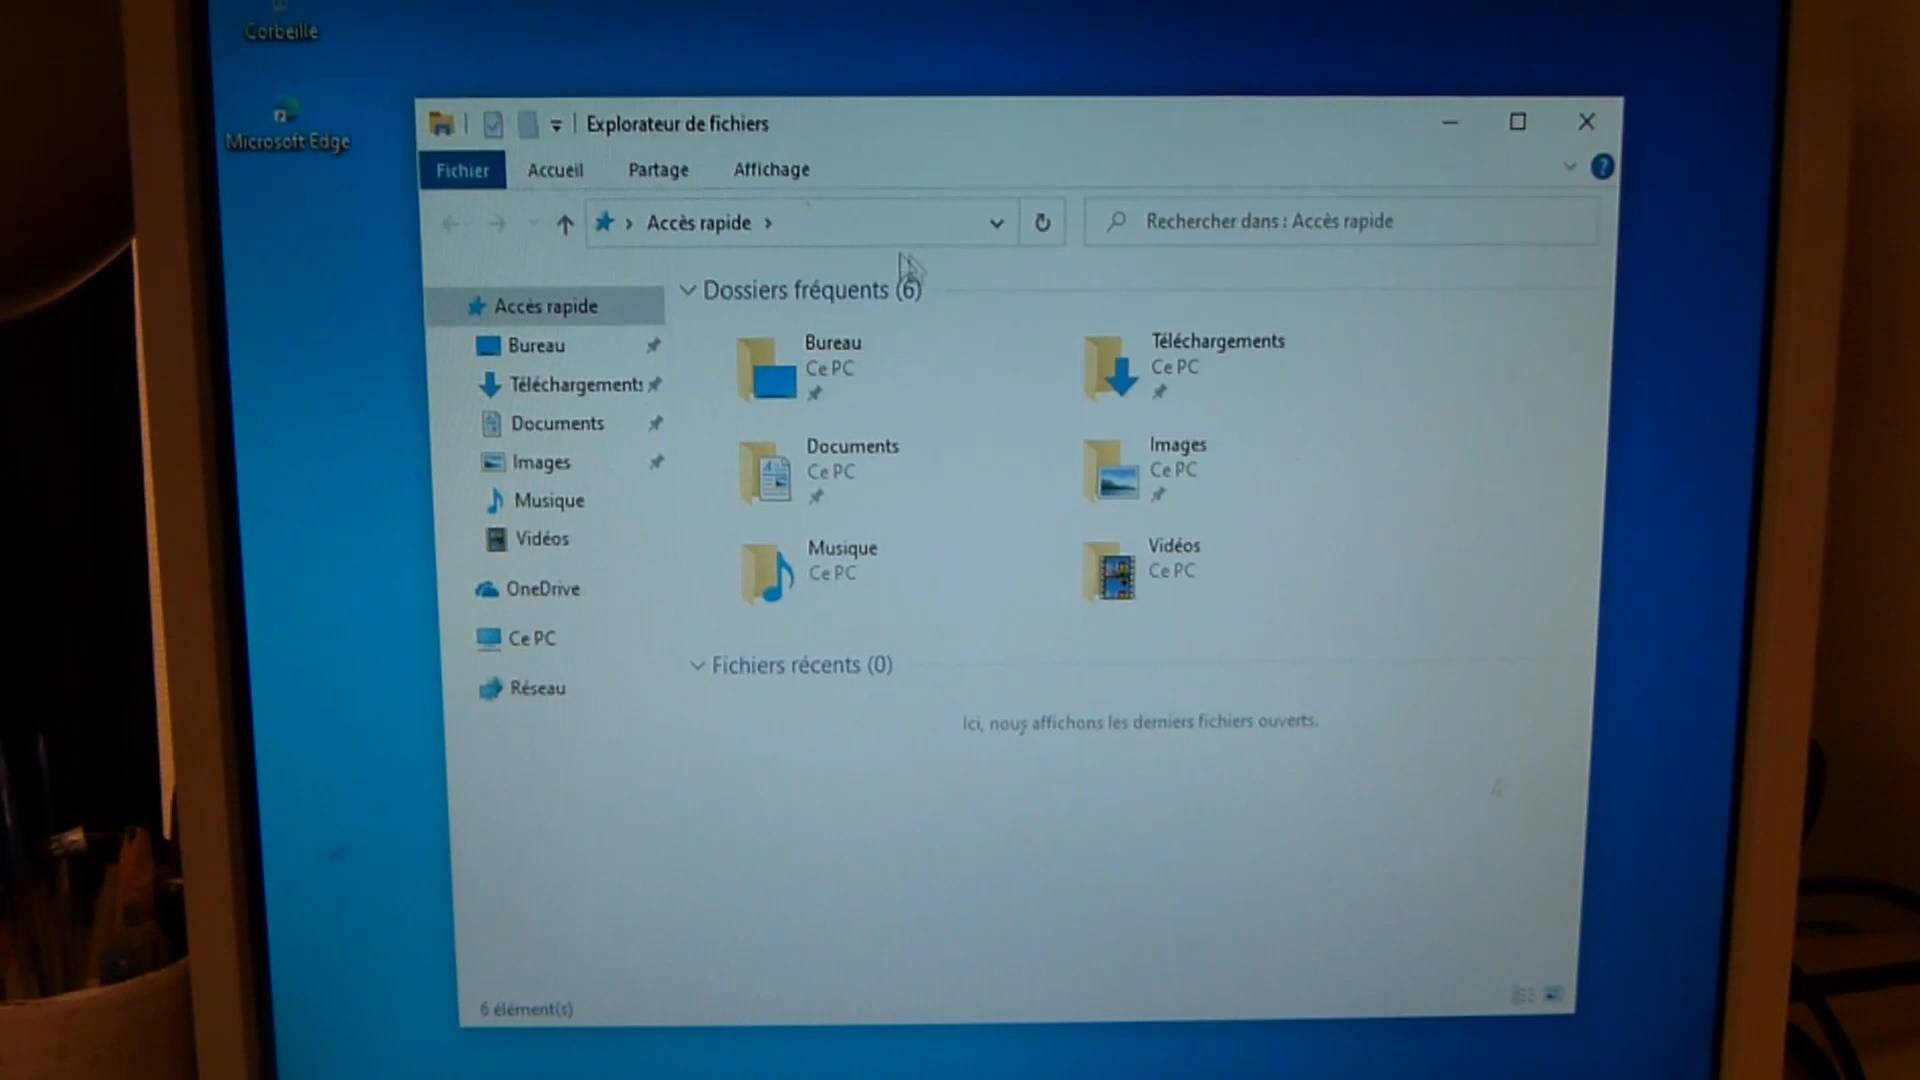 Corbeille
Microsoft Edge
Explorateur de fichiers
Fichier Accueil Partage Affichage
Accès rapide
Rechercher dans : Accès rapide
Accès rapide
Bureau
Téléchargements
Documents
Images
Musique
Vidéos
OneDrive
Ce PC
Réseau
Dossiers fréquents (6)
Bureau
Ce PC
Téléchargements
Ce PC
Documents
Ce PC
Images
Ce PC
Musique
Ce PC
Vidéos
Ce PC
Fichiers récents (0)
Ici, nous affichons les derniers fichiers ouverts.
6 élément(s)